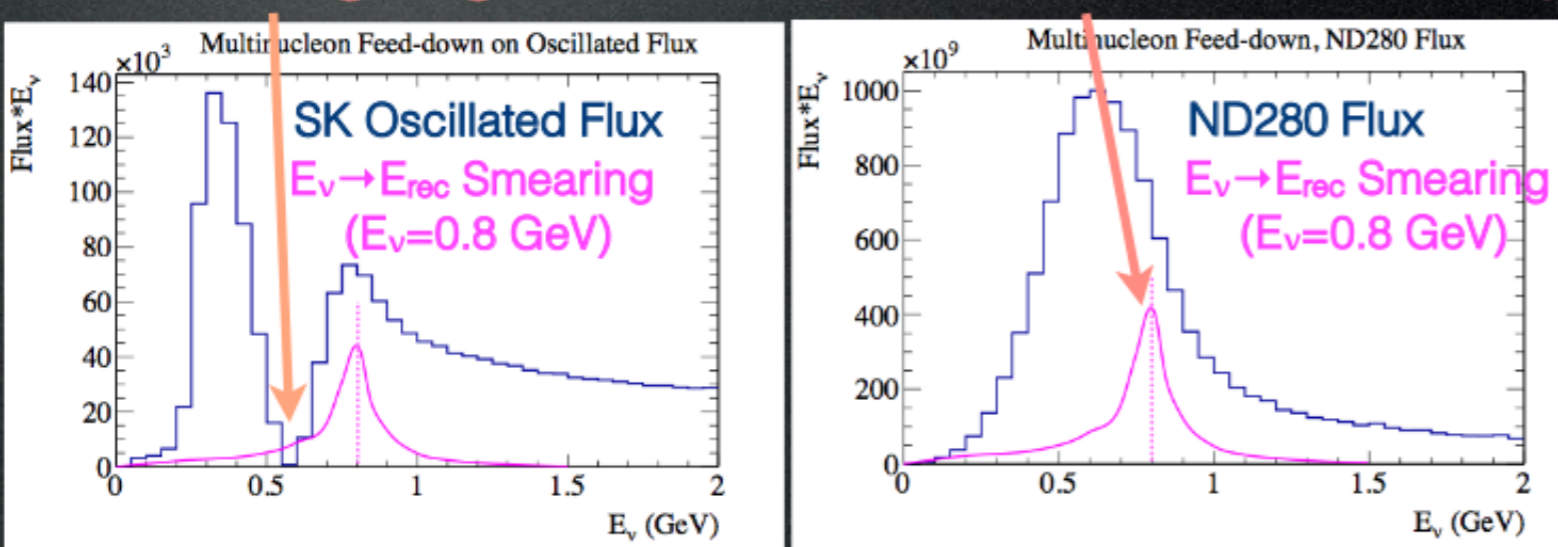 Multinucleon Feed-down on Oscillated Flux
×10³
Flux*Eν
140
120
100
80
60
40
20
0
SK Oscillated Flux
Eν→Erec Smearing
(Eν=0.8 GeV)
0 0.5 1 1.5 2
Eν (GeV)
Multinucleon Feed-down, ND280 Flux
×10⁹
Flux*Eν
1000
800
600
400
200
0
ND280 Flux
Eν→Erec Smearing
(Eν=0.8 GeV)
0 0.5 1 1.5 2
Eν (GeV)